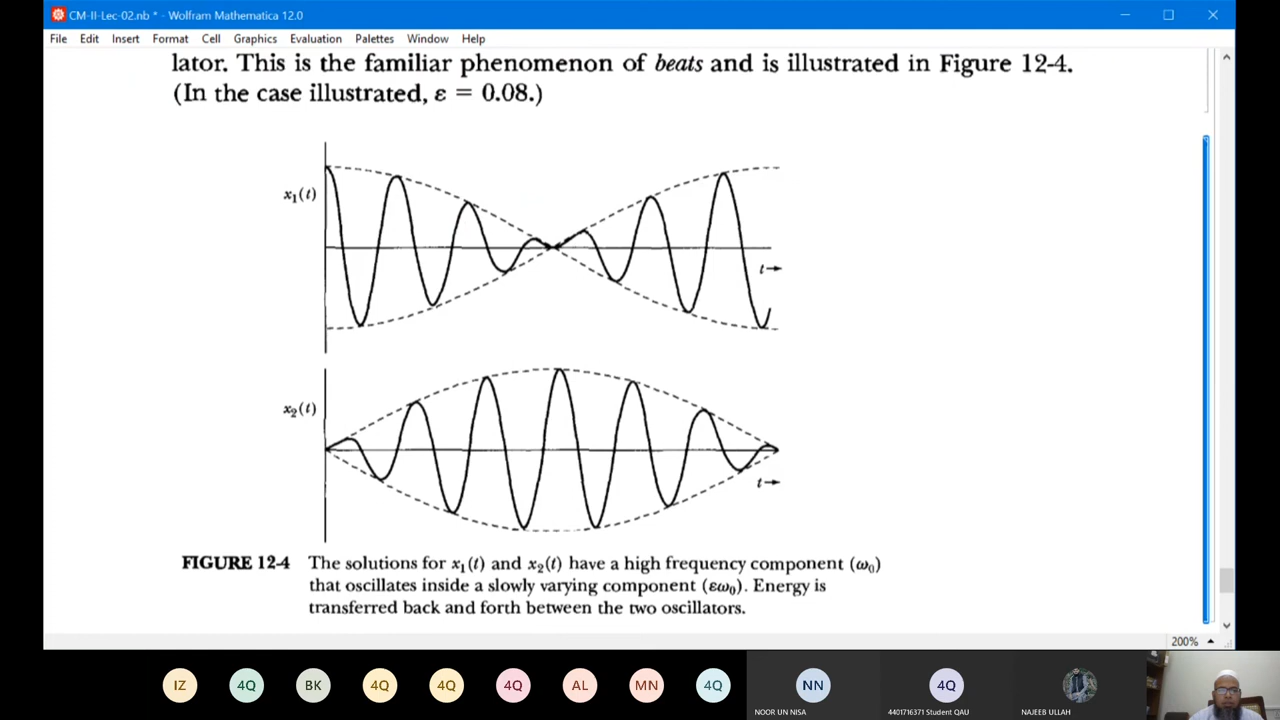 CM-II-Lec-02.nb * - Wolfram Mathematica 12.0
File Edit Insert Format Cell Graphics Evaluation Palettes Window Help
lator. This is the familiar phenomenon of beats and is illustrated in Figure 12-4.
(In the case illustrated, ε = 0.08.)
x₁(t)
t→
x₂(t)
t→
FIGURE 12-4 The solutions for x₁(t) and x₂(t) have a high frequency component (ω₀)
that oscillates inside a slowly varying component (εω₀). Energy is
transferred back and forth between the two oscillators.
200%
IZ 4Q BK 4Q 4Q 4Q AL MN 4Q NN 4Q
NOOR UN NISA 4401716371 Student QAU NAJEEB ULLAH